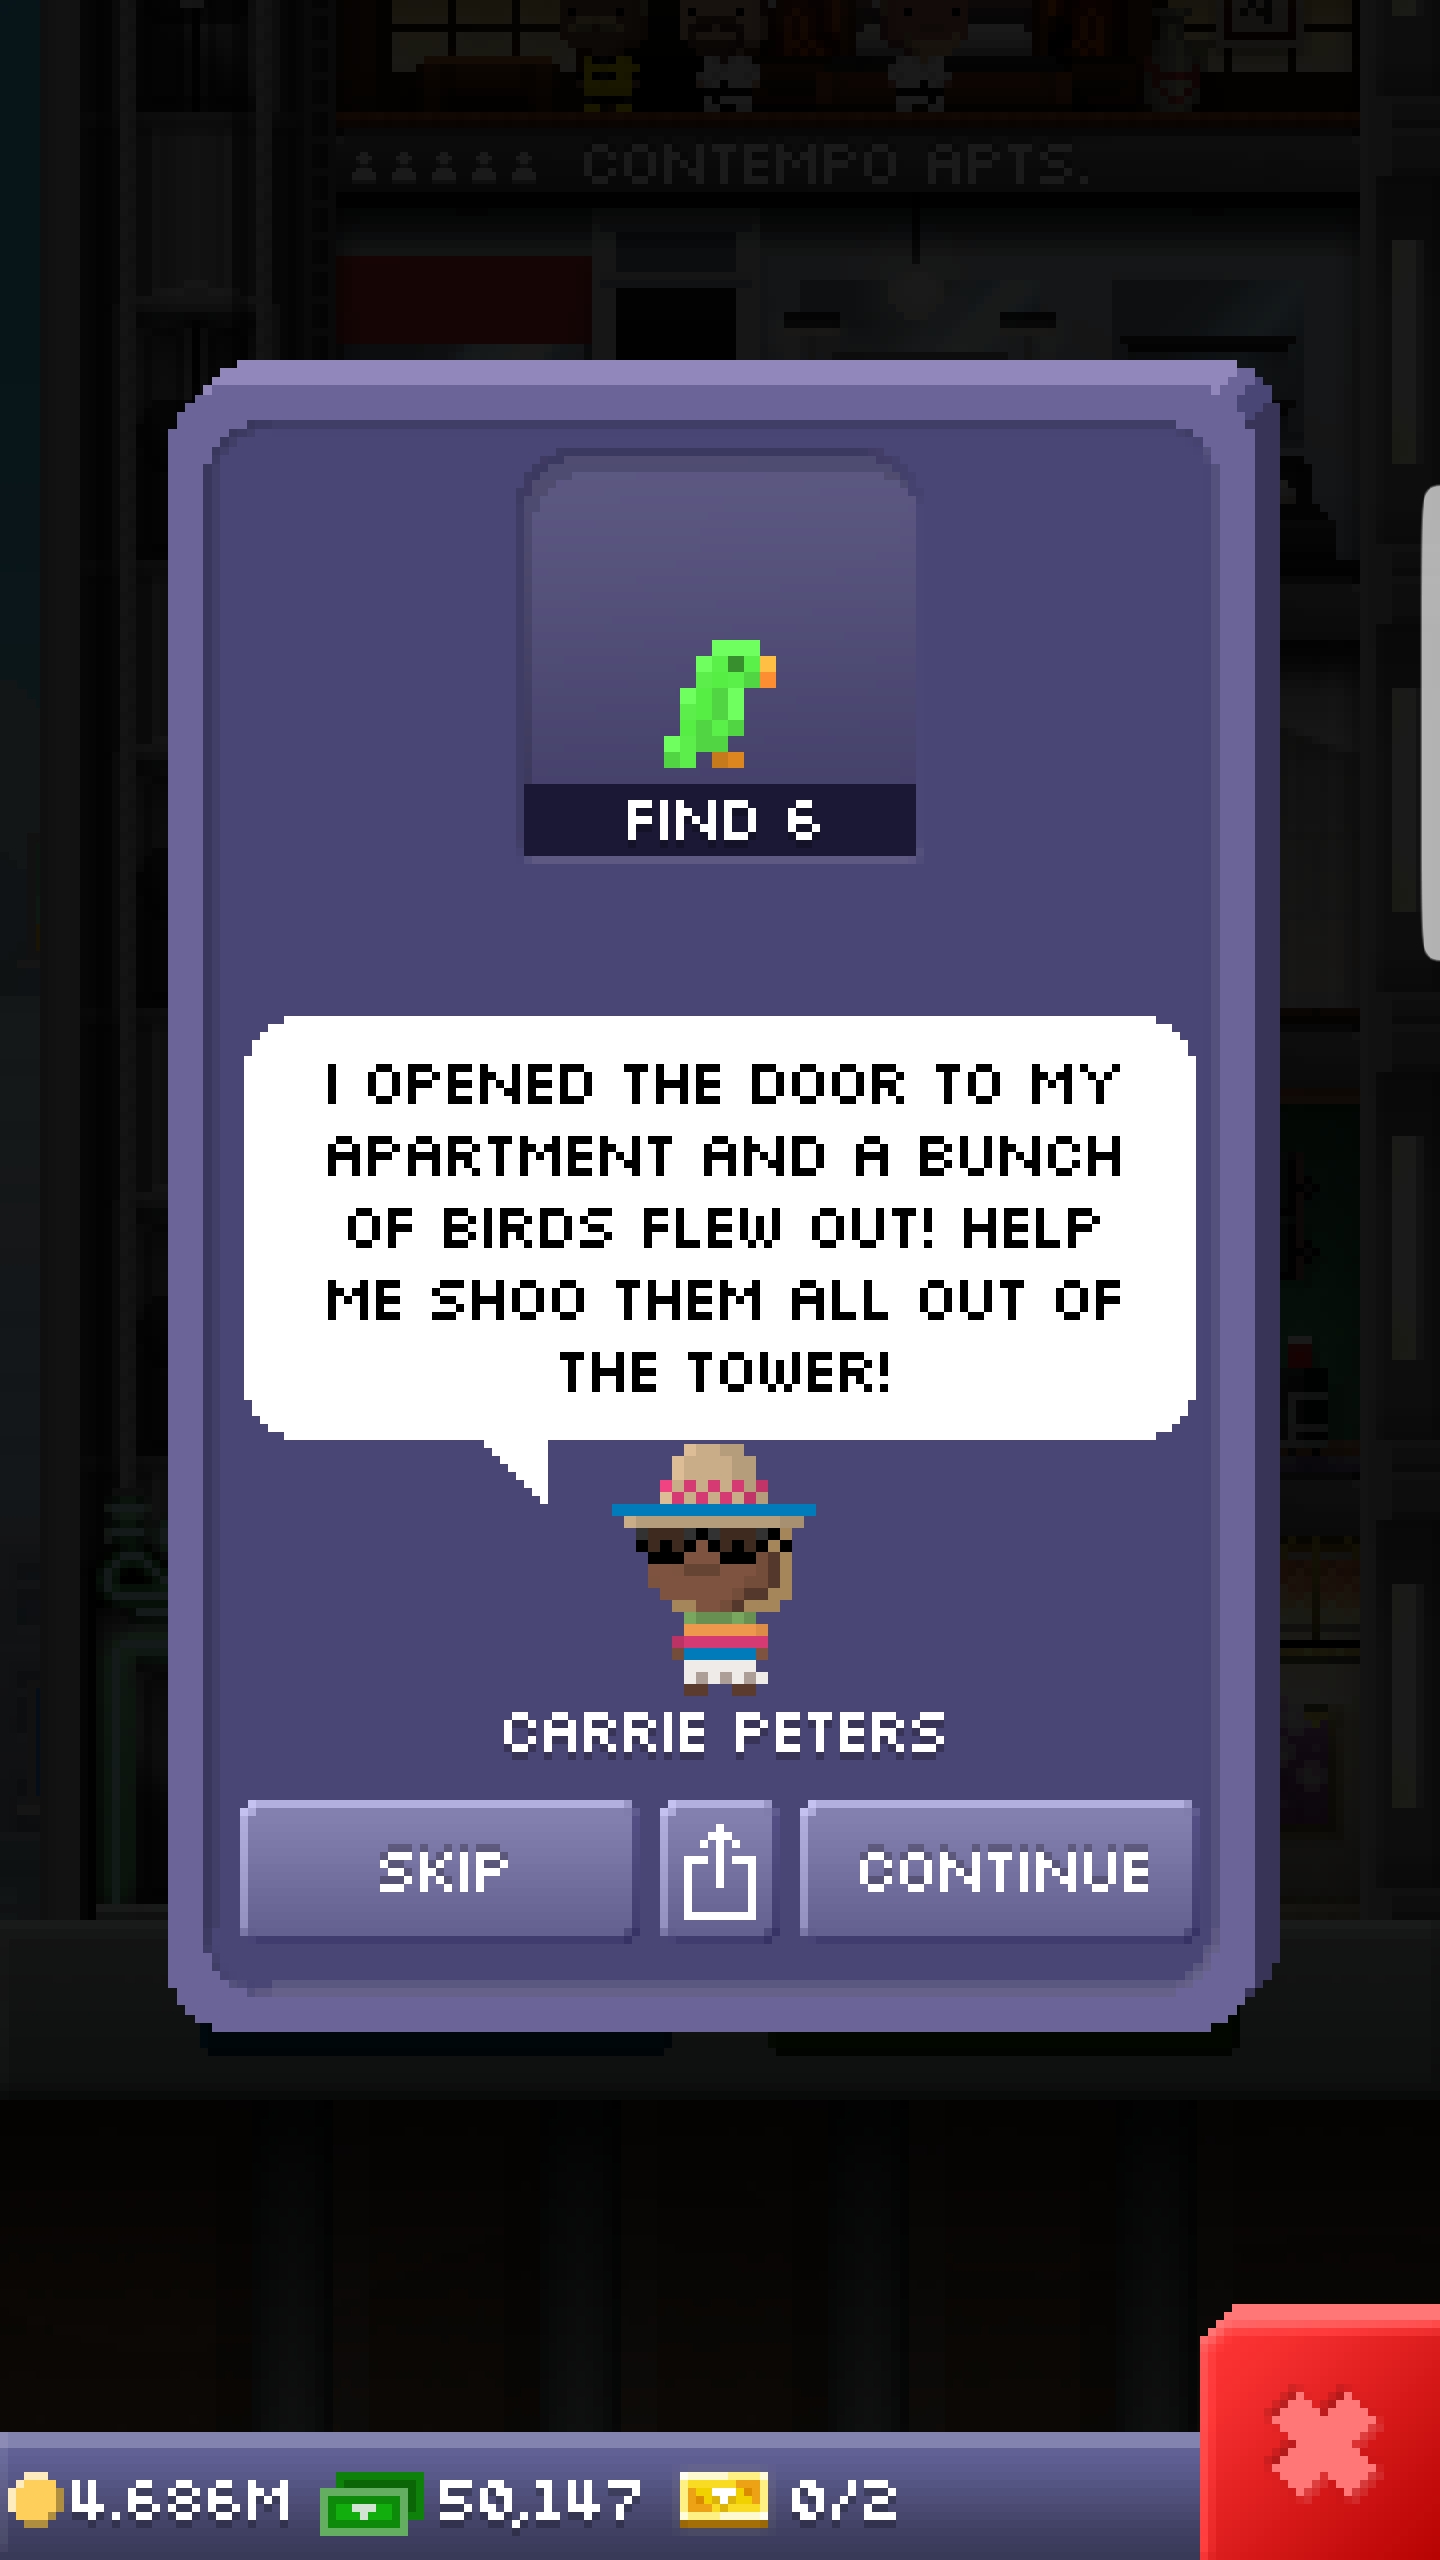 CONTEMPO APTS.
FIND 6
I OPENED THE DOOR TO MY
APARTMENT AND A BUNCH
OF BIRDS FLEW OUT! HELP
ME SHOO THEM ALL OUT OF
THE TOWER!
CARRIE PETERS
SKIP
CONTINUE
4.686M 50,147 0/2